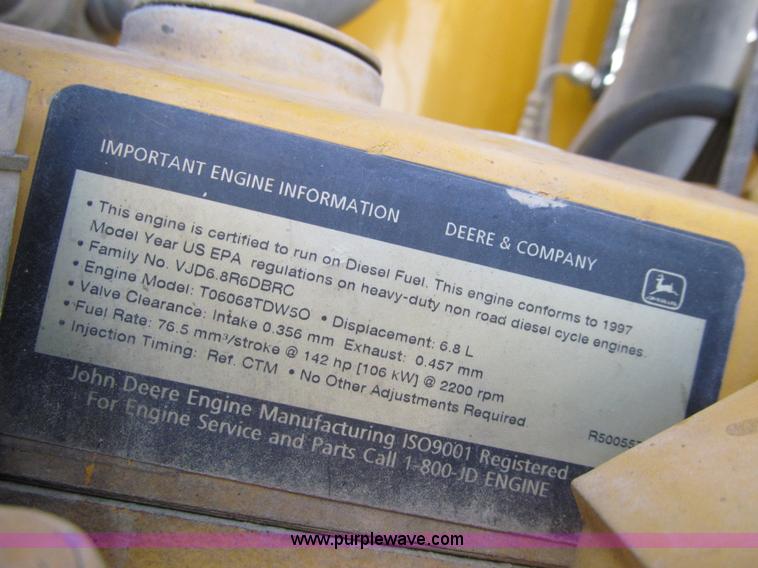 IMPORTANT ENGINE INFORMATION DEERE & COMPANY
• This engine is certified to run on Diesel Fuel. This engine conforms to 1997
Model Year US EPA regulations on heavy-duty non road diesel cycle engines.
• Family No. VJD6.8R6DBRC
• Engine Model: T06068TDW50 • Displacement: 6.8 L
• Valve Clearance: Intake 0.356 mm Exhaust: 0.457 mm
• Fuel Rate: 76.5 mm³/stroke @ 142 hp [106 kW] @ 2200 rpm
• Injection Timing: Ref. CTM • No Other Adjustments Required.
John Deere Engine Manufacturing ISO9001 Registered
For Engine Service and Parts Call 1-800-JD ENGINE
www.purplewave.com